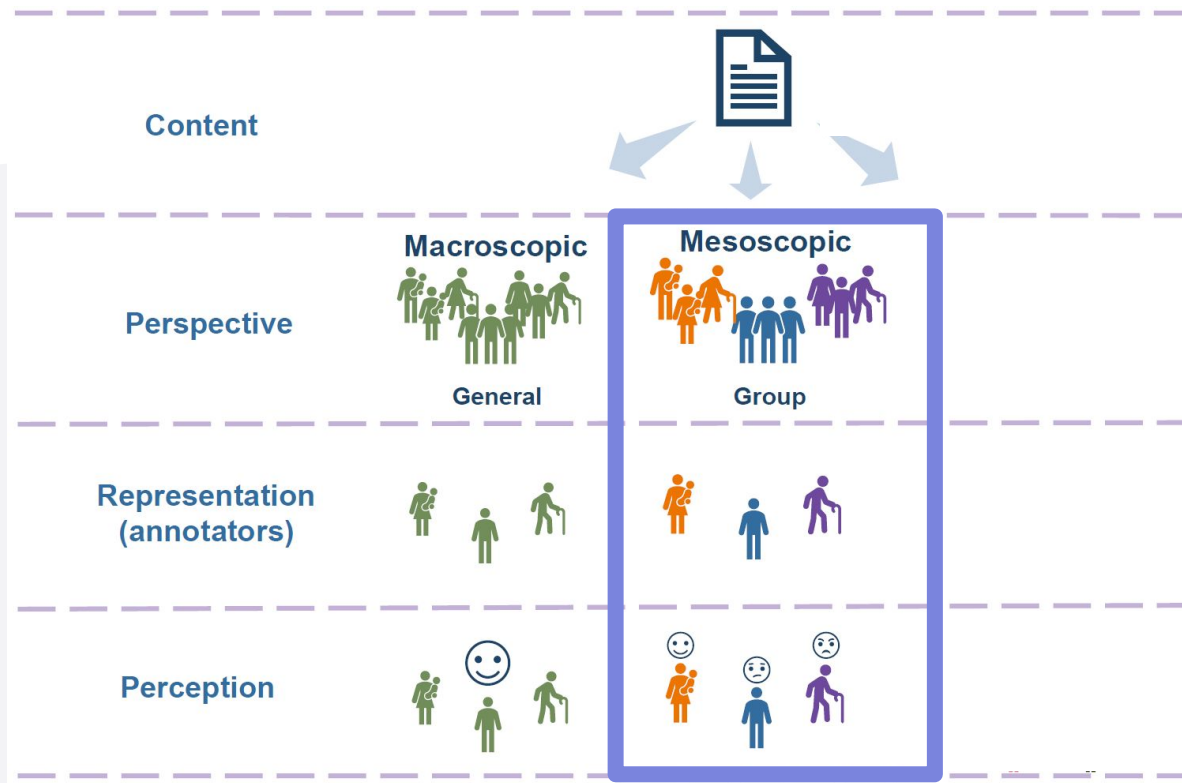 Content
Macroscopic
Mesoscopic
Perspective
General
Group
Representation
(annotators)
Perception